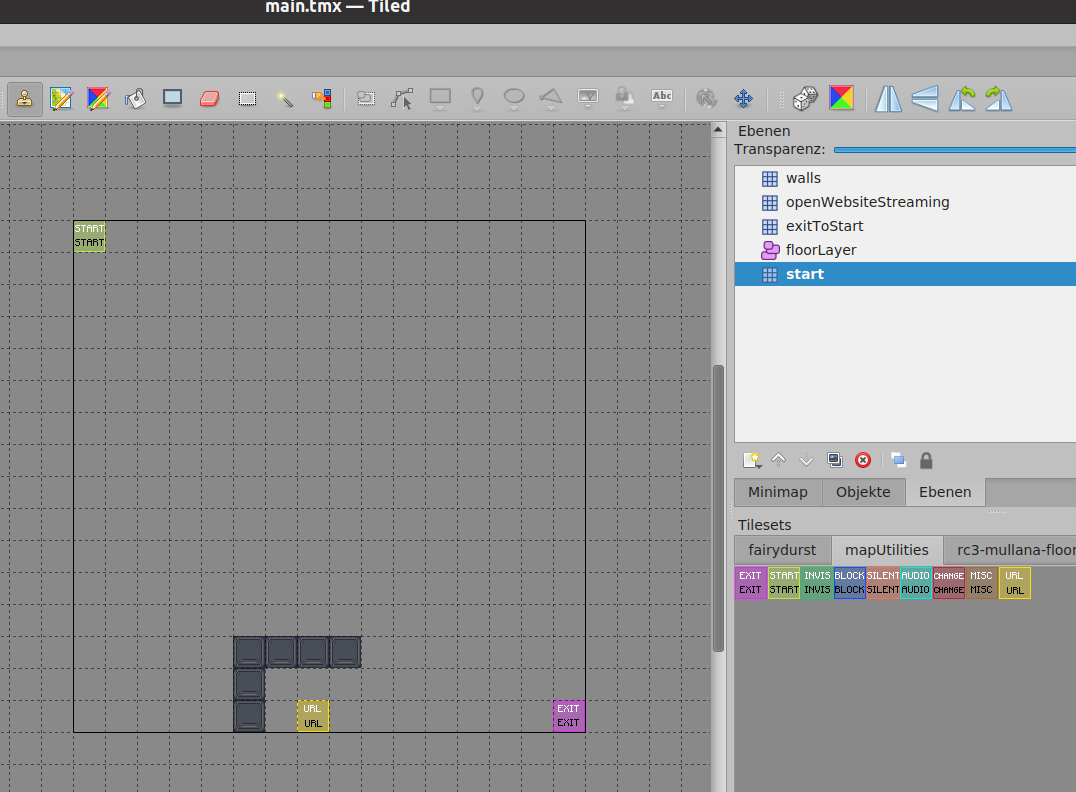 main.tmx — Tiled
Abc
Ebenen
Transparenz:
walls
openWebsiteStreaming
exitToStart
floorLayer
start
START
START
Minimap Objekte Ebenen
Tilesets
fairydurst mapUtilities rc3-mullana-floor
EXIT START INVIS BLOCK SILENT AUDIO CHANGE MISC URL
EXIT START INVIS BLOCK SILENT AUDIO CHANGE MISC URL
URL
URL
EXIT
EXIT